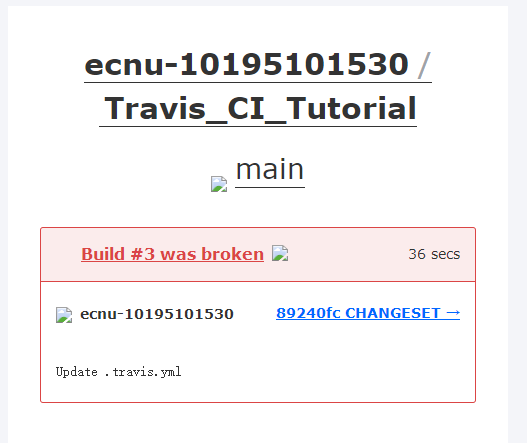 ecnu-10195101530 /
Travis_CI_Tutorial
main
Build #3 was broken 36 secs
ecnu-10195101530 89240fc CHANGESET →
Update .travis.yml